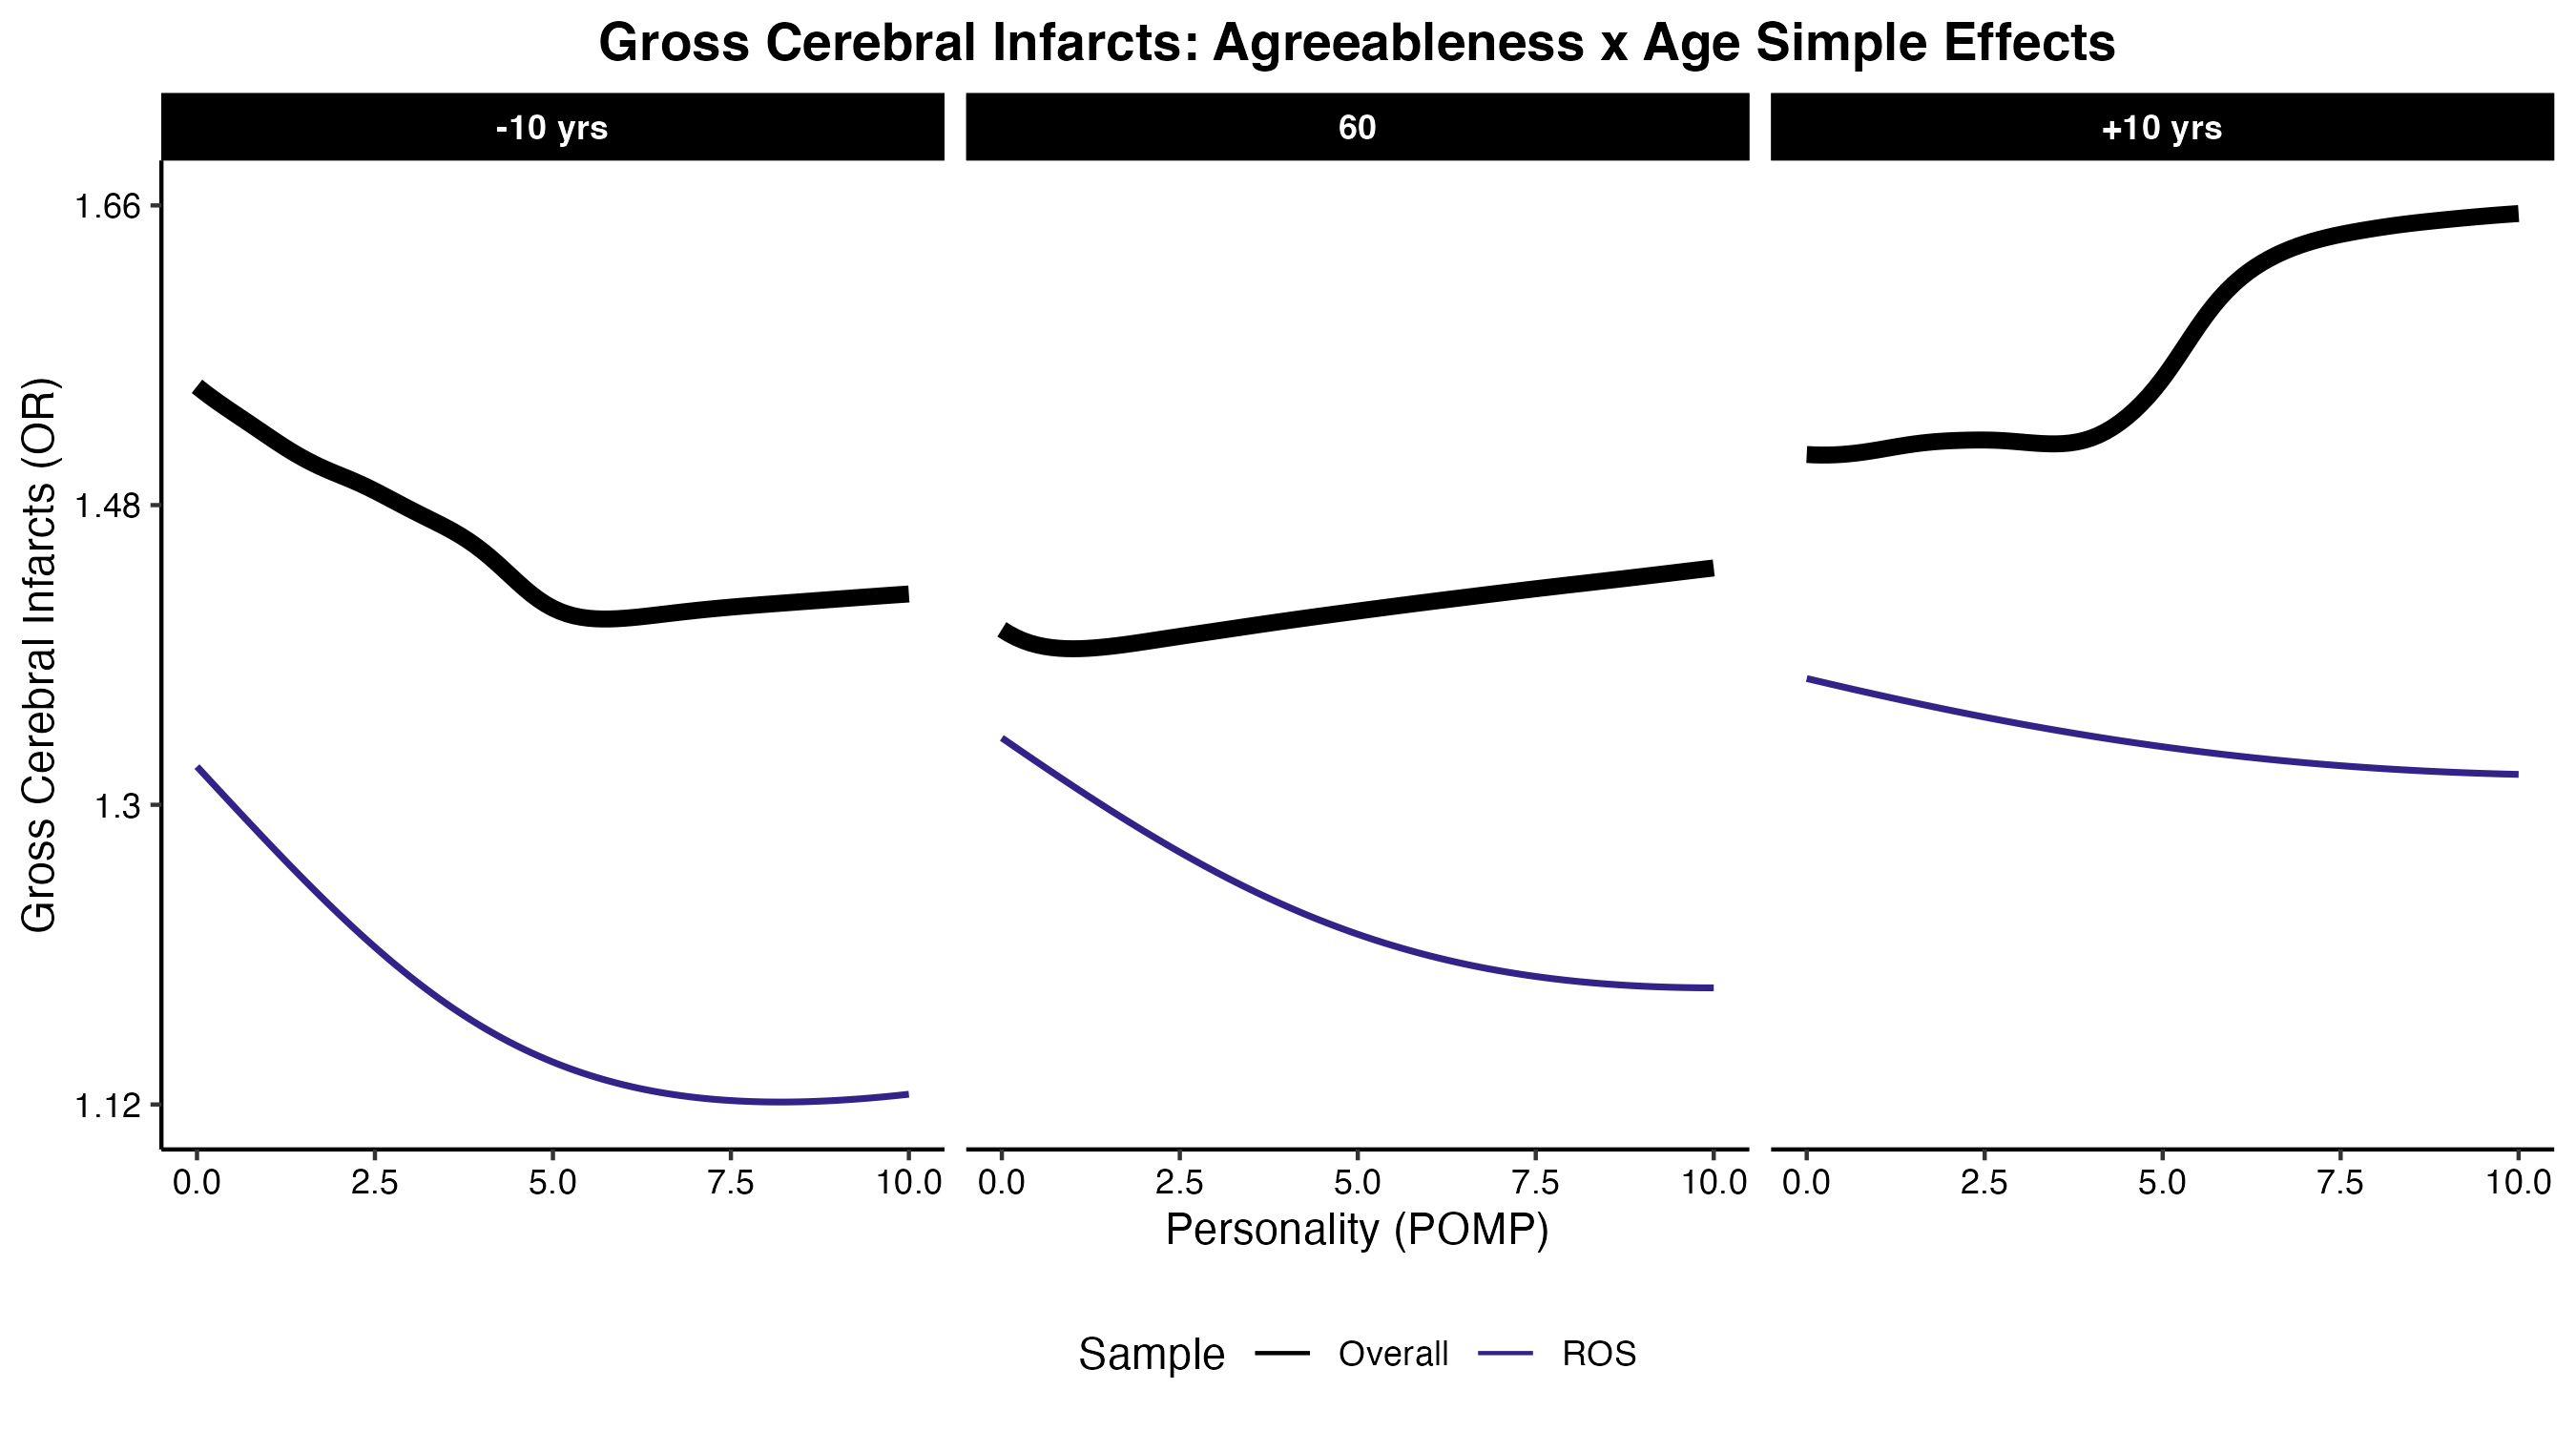 Gross Cerebral Infarcts: Agreeableness x Age Simple Effects
-10 yrs
60
+10 yrs
Gross Cerebral Infarcts (OR)
1.66
1.48
1.3
1.12
0.0 2.5 5.0 7.5 10.0
0.0 2.5 5.0 7.5 10.0
0.0 2.5 5.0 7.5 10.0
Personality (POMP)
Sample Overall ROS